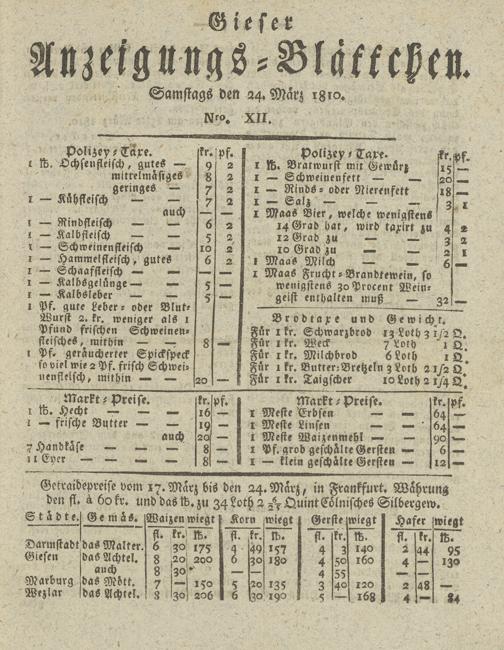 Gieser
Anzeigungs-Blättchen.
Samstags den 24. März 1810.
Nro. XII.
Polizey-Taxe. kr. pf.
1 tb. Ochsenfleisch, gutes — 9 2
mittelmäsiges 8 2
geringes — 7 2
1 — Kühfleisch — 7 2
auch — —
1 — Rindfleisch — 6 2
1 — Kalbfleisch — 5 2
1 — Schweinenfleisch — 10 2
1 — Hammelfleisch, gutes 6 2
1 — Schaaffleisch — —
1 — Kalbsgelünge — 5
1 — Kalbsleber — 5
1 Pf. gute Leber- oder Blut-
Wurst 2. kr. weniger als 1
Pfund frischen Schweinen-
fleisches, mithin — — 8 —
1 Pf. geräucherter Spickspeck
so viel wie 2 Pf. frisch Schwei-
nenfleisch, mithin — — 20 —
Polizey-Taxe. kr. pf.
1 tb. Bratwurst mit Gewürz 15 —
1 — Schweinenfett — — 20 —
1 — Rinds- oder Nierenfett 18 —
1 — Salz — — 3 1
1 Maas Bier, welche wenigstens
14 Grad hat, wird taxirt zu 4 2
12 Grad zu — — 3 2
10 Grad zu — — 2 1
1 Maas Milch — — 6 —
1 Maas Frucht-Brandtewein, so
wenigstens 30 Procent Wein-
geist enthalten muß — 32 —
Brodtaxe und Gewicht.
Für 1 kr. Schwarzbrod 13 Loth 3 1/2 Q.
Für 1 kr. Weck 7 Loth 1 Q.
Für 1 kr. Milchbrod 6 Loth 1 Q.
Für 1 kr. Butter-Bretzeln 3 Loth 2 1/2 Q.
Für 1 kr. Taigscher 10 Loth 2 1/4 Q.
Markt-Preise. kr. pf.
1 tb. Hecht — — 16 —
1 — frische Butter — 19 —
auch 20 —
7 Handkäse — — 8 —
11 Eyer — — 8 —
Markt-Preise. kr. pf.
1 Meste Erbsen — — 64 —
1 Meste Linsen — — 64 —
1 Meste Waizenmehl — — 90 —
1 Pf. grob geschälte Gersten — 6 —
1 — klein geschälte Gersten — 12 —
Getraidepreise vom 17. März bis den 24. März, in Frankfurt. Währung
den fl. à 60 kr. und das tb. zu 34 Loth 2 Quint Cölnisches Silbergew.
Städte. Gemäs. Waizen wiegt Korn wiegt Gerste wiegt Hafer wiegt
fl. kr. tb. fl. kr. tb. fl. kr. tb. fl. kr. tb.
Darmstadt das Malter. 6 30 175 4 49 157 4 3 140 2 44 95
Giesen das Achtel. 8 20 200 6 30 180 4 50 160 4 — 130
auch 8 30 4 55 — —
Marburg das Mött. 7 — 150 5 20 135 3 40 120 2 48 —
Wezlar das Achtel. 8 30 206 6 30 190 5 — 168 4 — 84